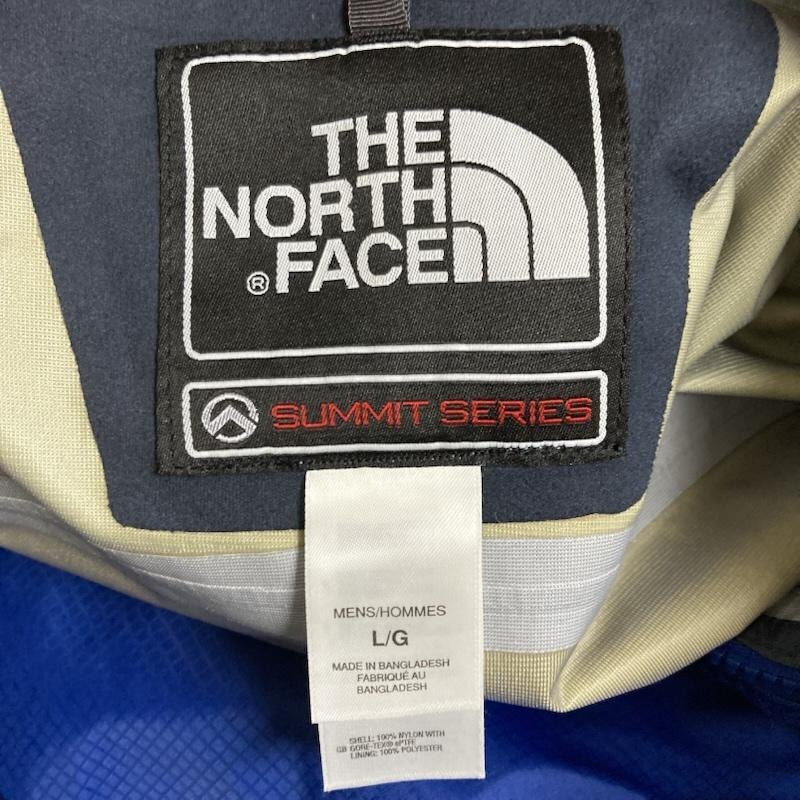 THE
NORTH
® FACE
SUMMIT SERIES
MENS/HOMMES
L/G
MADE IN BANGLADESH
FABRIQUÉ AU
BANGLADESH
SHELL: 100% NYLON WITH
GB GORE-TEX® ePTFE
LINING: 100% POLYESTER